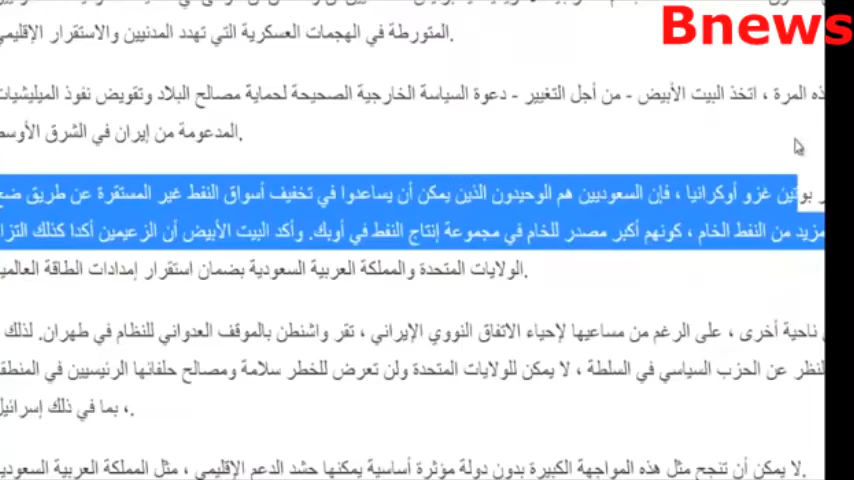 Bnews
المتورطة في الهجمات العسكرية التي تهدد المدنيين والاستقرار الإقليمي.
المرة ، اتخذ البيت الأبيض - من أجل التغيير - دعوة السياسة الخارجية الصحيحة لحماية مصالح البلاد وتقويض نفوذ الميليشيات
المدعومة من إيران في الشرق الأوسط.
بوتين غزو أوكرانيا ، فإن السعوديين هم الوحيدون الذين يمكن أن يساعدوا في تخفيف أسواق النفط غير المستقرة عن طريق
مزيد من النفط الخام ، كونهم أكبر مصدر للخام في مجموعة إنتاج النفط في أوبك. وأكد البيت الأبيض أن الزعيمين أكدا كذلك
الولايات المتحدة والمملكة العربية السعودية بضمان استقرار إمدادات الطاقة العالمية.
ناحية أخرى ، على الرغم من مساعيها لإحياء الاتفاق النووي الإيراني ، تقر واشنطن بالموقف العدواني للنظام في طهران. لذلك
النظر عن الحزب السياسي في السلطة ، لا يمكن للولايات المتحدة ولن تعرض للخطر سلامة ومصالح حلفائها الرئيسيين في
، بما في ذلك إسرائيل.
لا يمكن أن تنجح مثل هذه المواجهة الكبيرة بدون دولة مؤثرة أساسية يمكنها حشد الدعم الإقليمي ، مثل المملكة العربية السعودية.